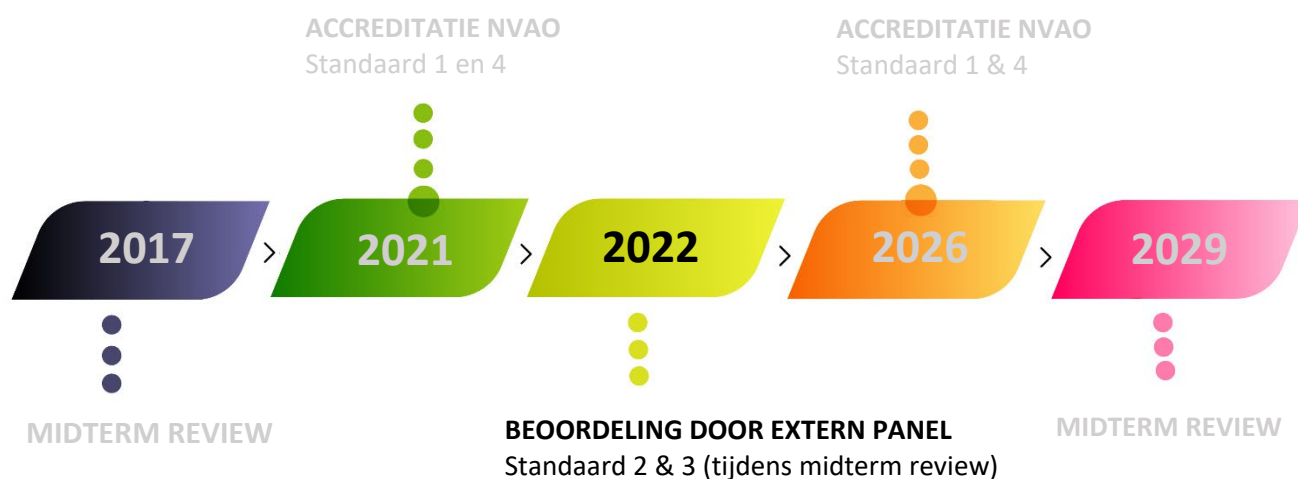 ACCREDITATIE NVAO
Standaard 1 en 4
ACCREDITATIE NVAO
Standaard 1 & 4
2017
2021
2022
2026
2029
MIDTERM REVIEW
BEOORDELING DOOR EXTERN PANEL
Standaard 2 & 3 (tijdens midterm review)
MIDTERM REVIEW